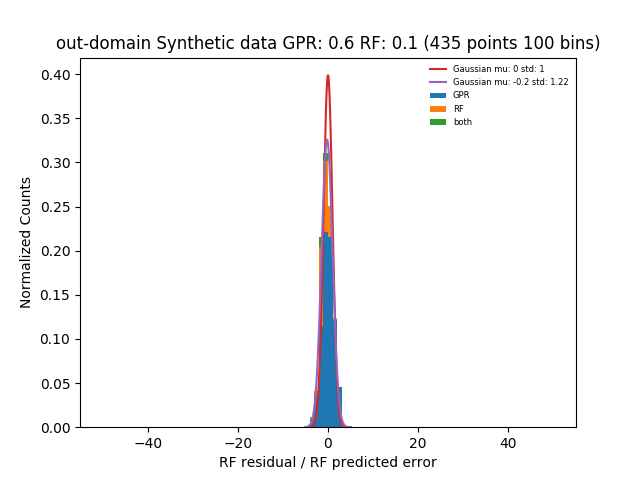 out-domain Synthetic data GPR: 0.6 RF: 0.1 (435 points 100 bins)
Gaussian mu: 0 std: 1
Gaussian mu: -0.2 std: 1.22
GPR
RF
both
Normalized Counts
0.40
0.35
0.30
0.25
0.20
0.15
0.10
0.05
0.00
−40
−20
0
20
40
RF residual / RF predicted error